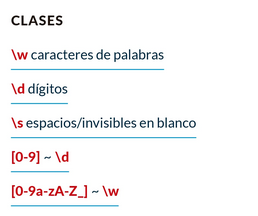 CLASES
\w caracteres de palabras
\d dígitos
\s espacios/invisibles en blanco
[0-9] ~ \d
[0-9a-zA-Z_] ~ \w